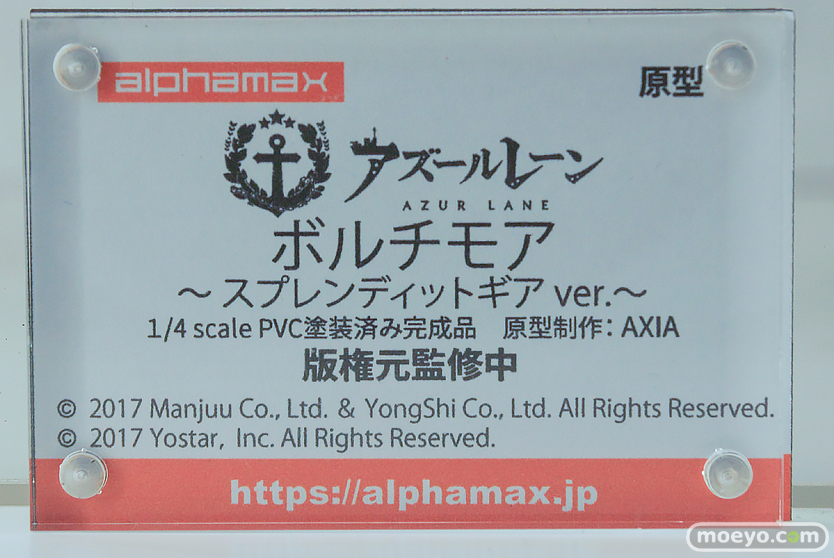 alphamax
原型
アズールレーン
AZUR LANE
ボルチモア
～ スプレンディットギア ver.～
1/4 scale PVC塗装済み完成品　原型制作：AXIA
版権元監修中
© 2017 Manjuu Co., Ltd. & YongShi Co., Ltd. All Rights Reserved.
© 2017 Yostar, Inc. All Rights Reserved.
https://alphamax.jp
moeyo.com